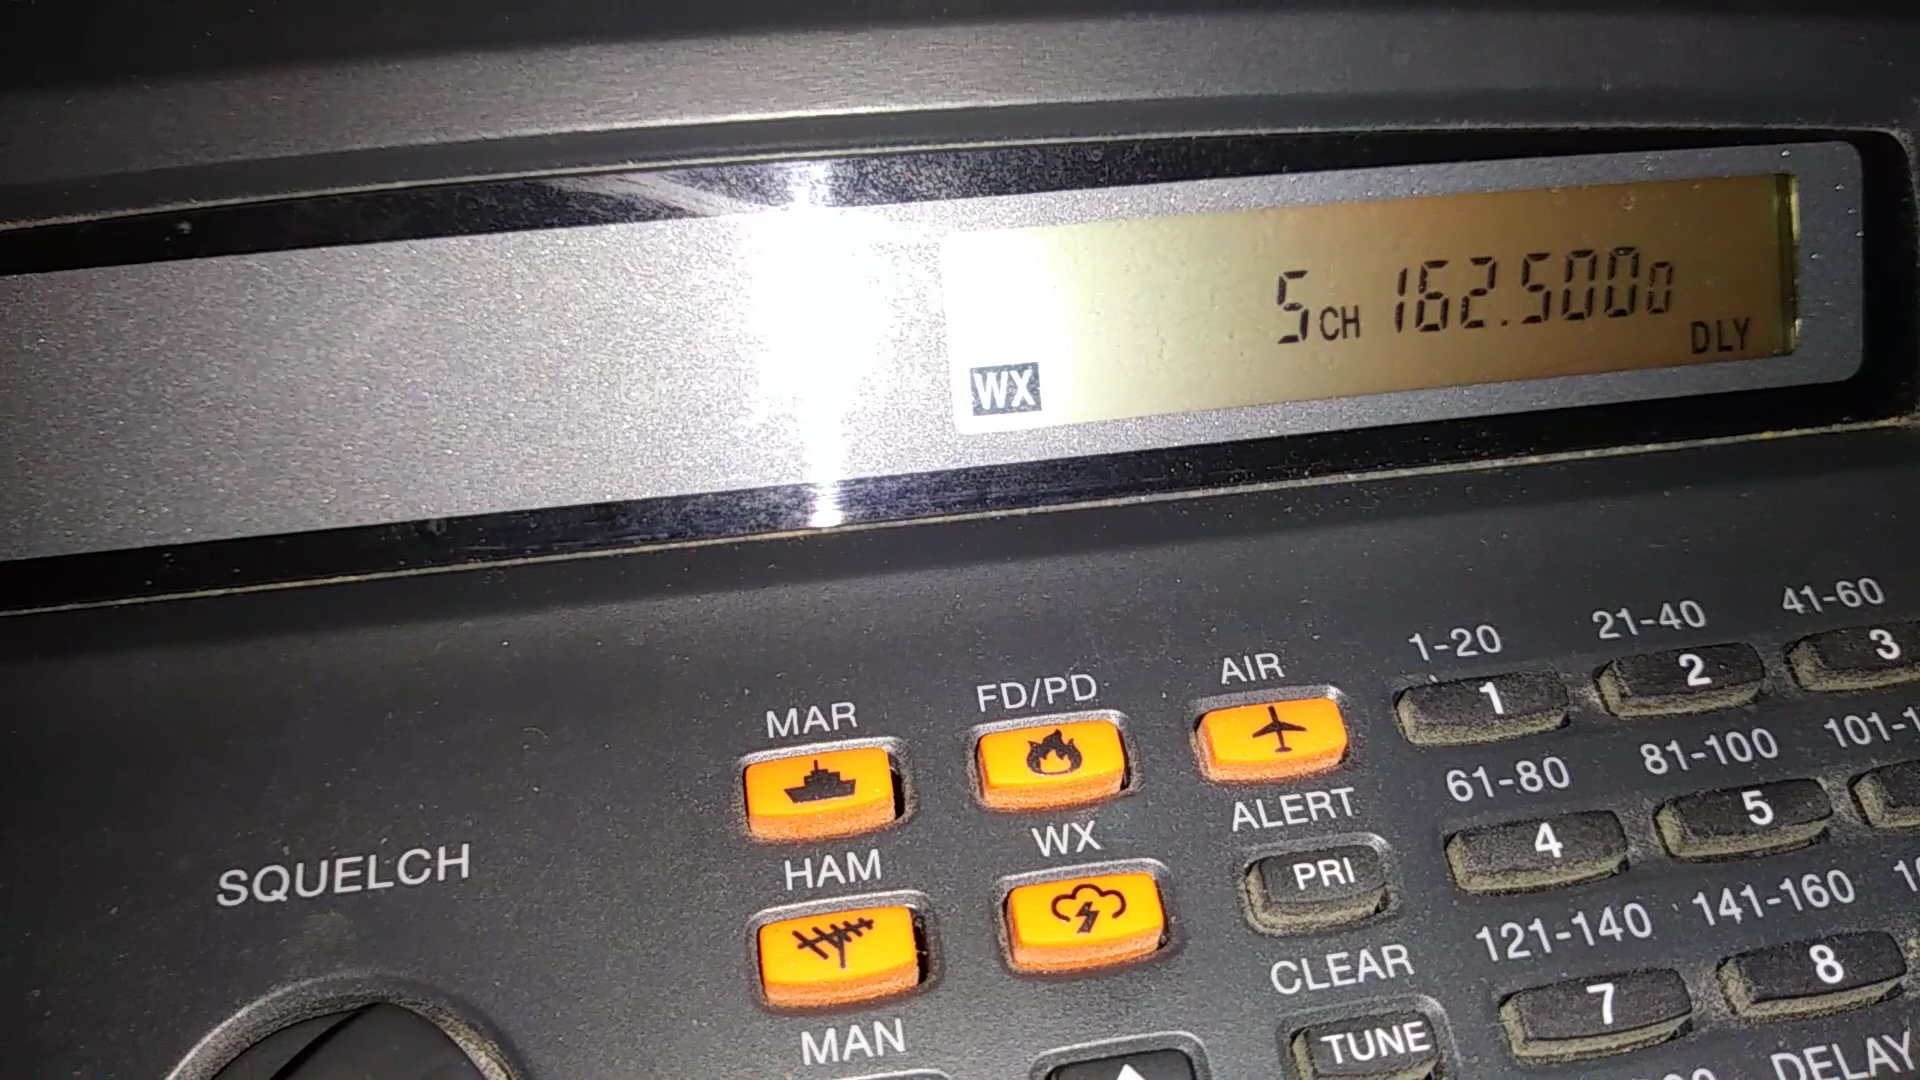 5CH 162.5000
DLY
WX
MAR
FD/PD
AIR
1-20
21-40
41-60
1
2
3
HAM
WX
ALERT
61-80
81-100
PRI
4
5
SQUELCH
MAN
CLEAR
121-140
141-160
TUNE
7
8
DELAY